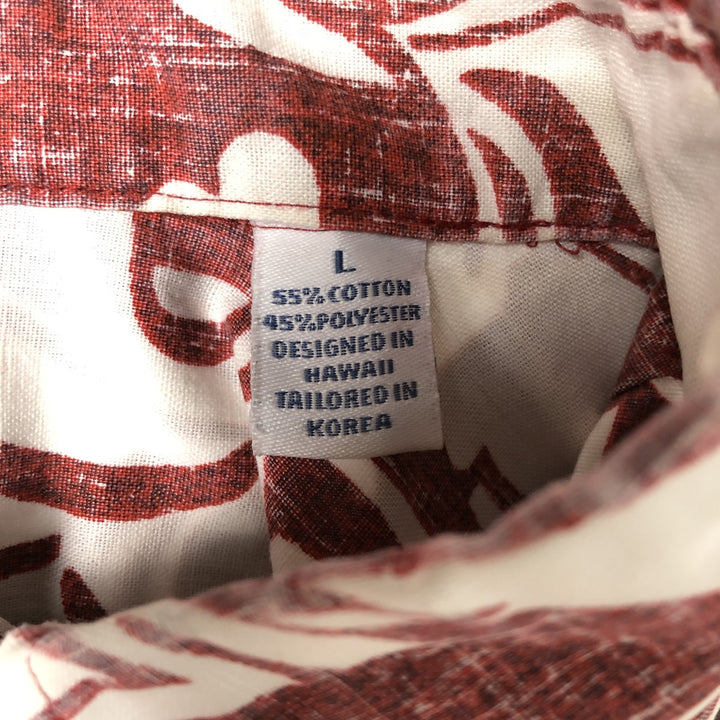 L
55% COTTON
45% POLYESTER
DESIGNED IN
HAWAII
TAILORED IN
KOREA